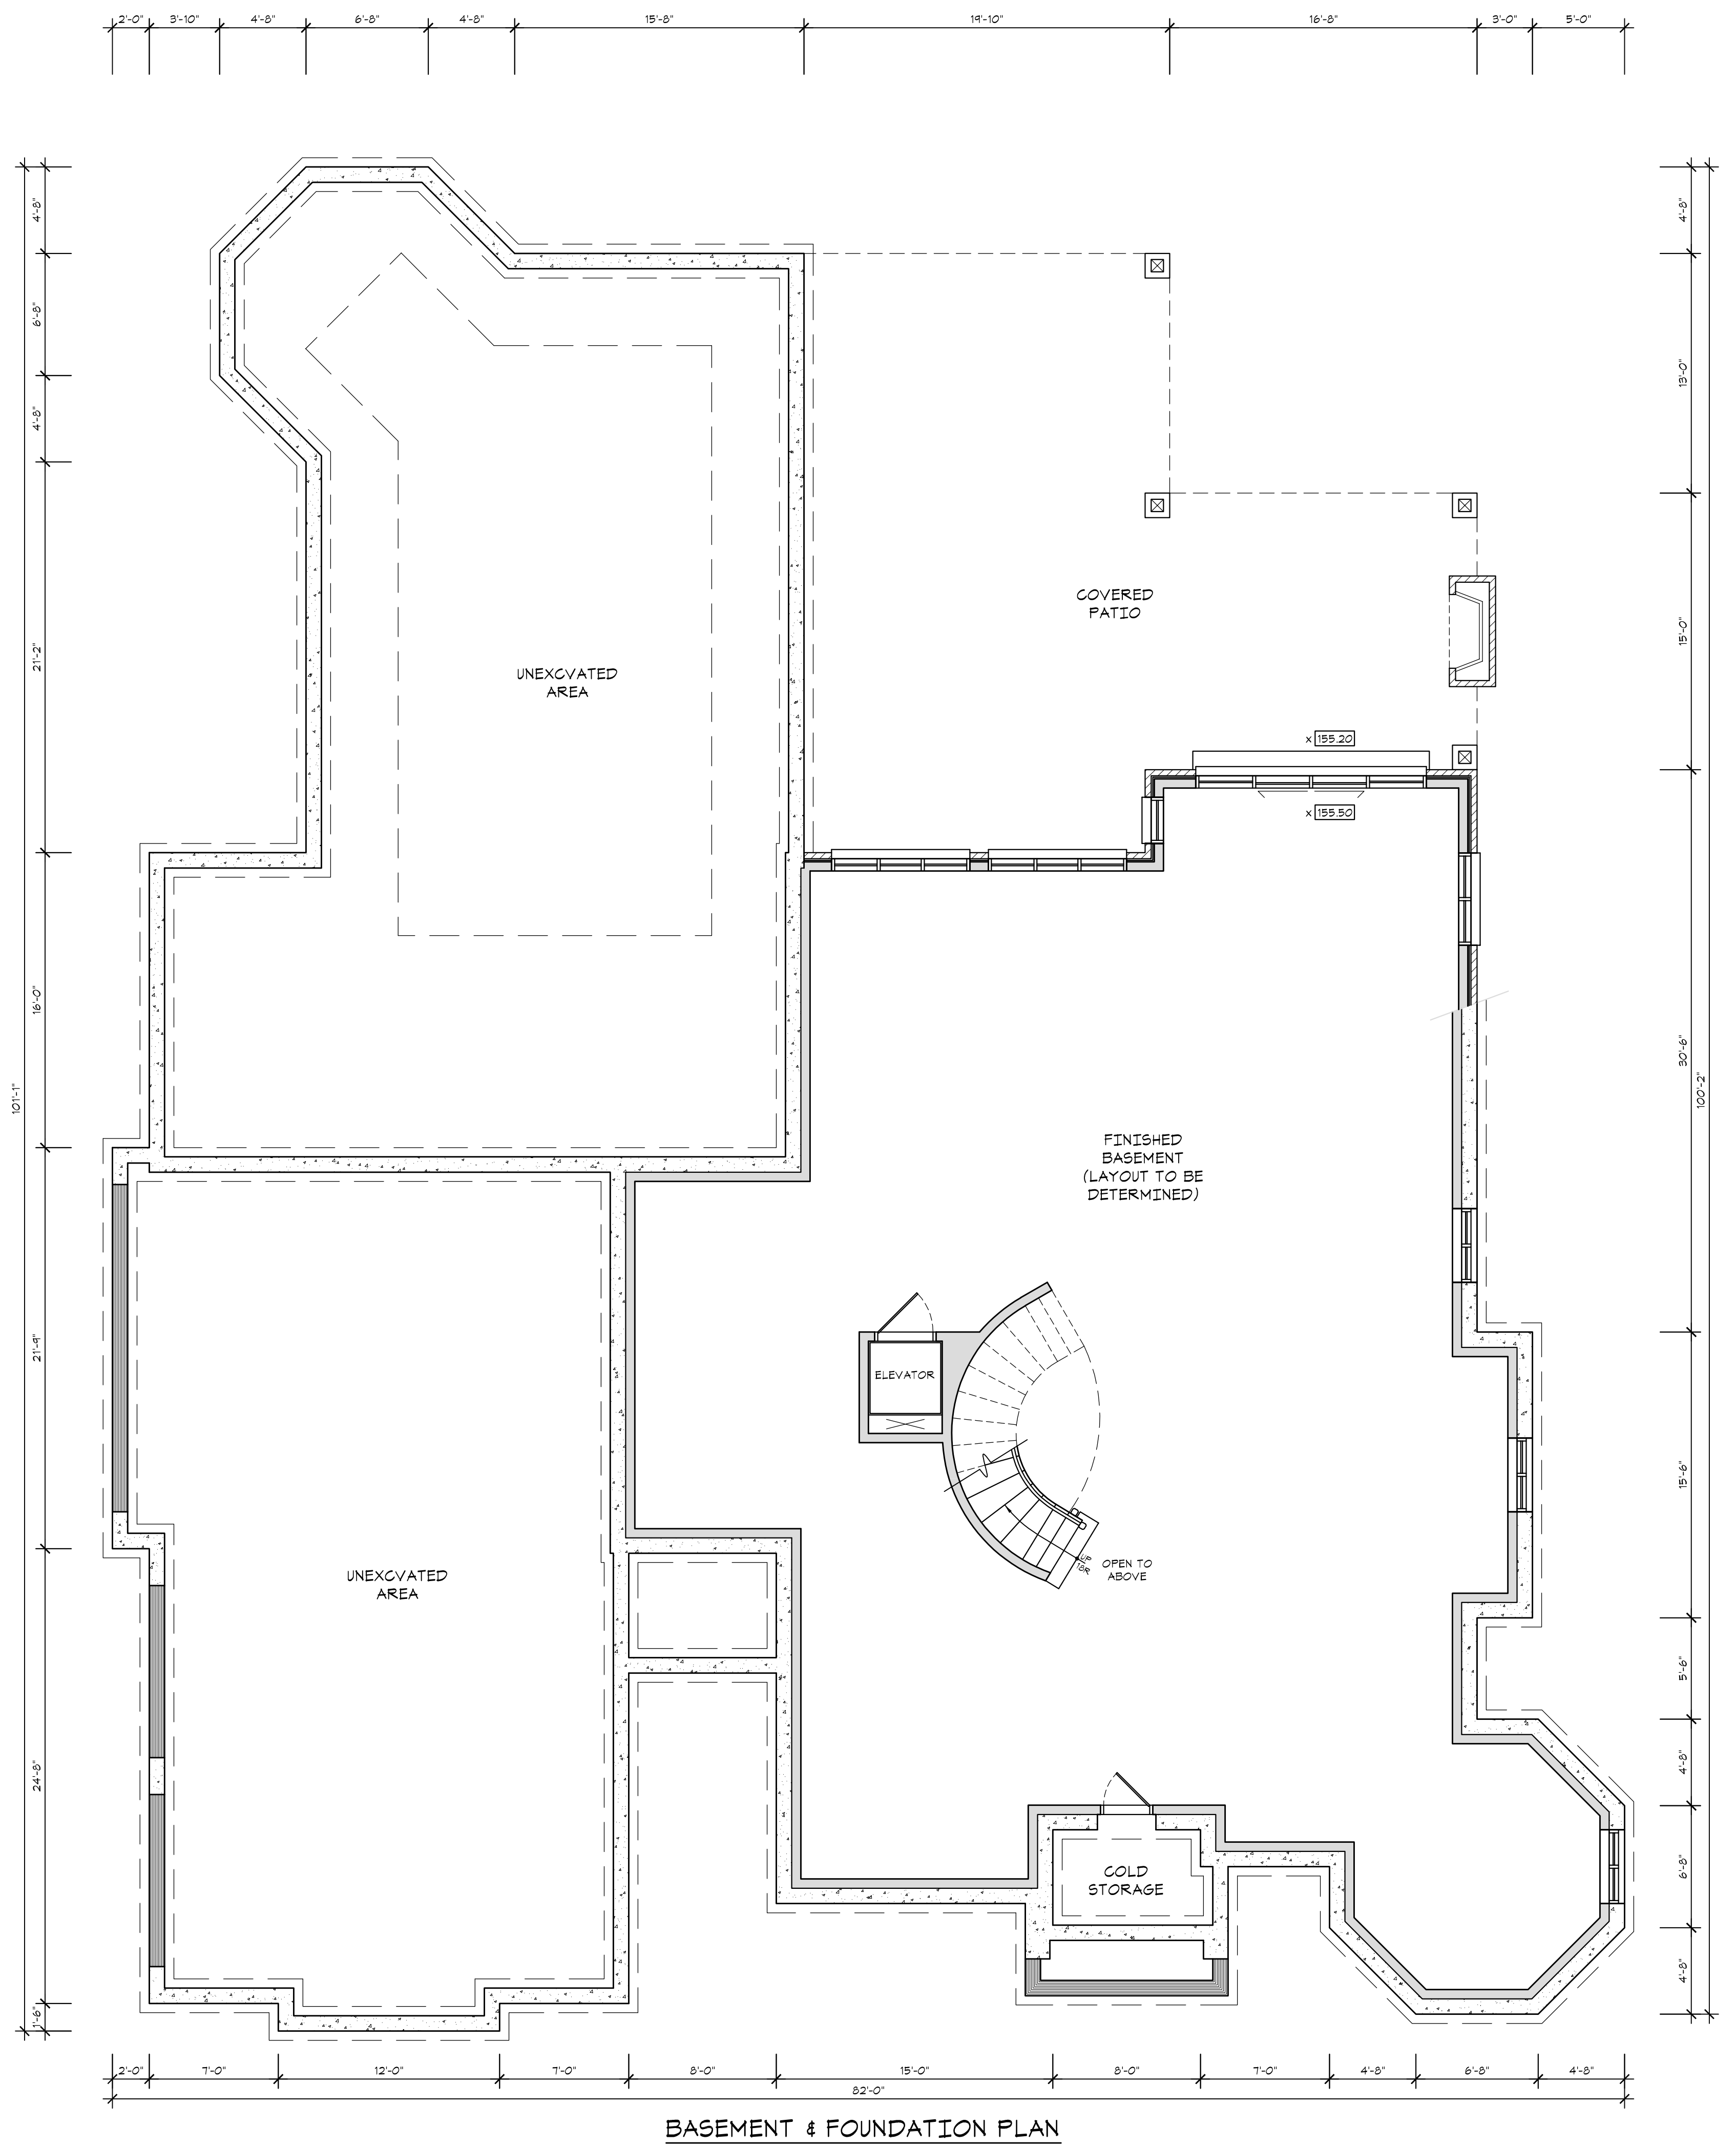 2'-0" 3'-10" 4'-8" 6'-8" 4'-8" 15'-8" 19'-10" 16'-8" 3'-0" 5'-0"
4'-8"
6'-8"
4'-8"
21'-2"
16'-0"
101'-1"
21'-9"
24'-8"
1'-6"
UNEXCVATED
AREA
COVERED
PATIO
x 155.20
x 155.50
FINISHED
BASEMENT
(LAYOUT TO BE
DETERMINED)
ELEVATOR
UP
18R
OPEN TO
ABOVE
UNEXCVATED
AREA
COLD
STORAGE
4'-8"
13'-0"
15'-0"
30'-6"
100'-2"
15'-6"
5'-6"
4'-8"
6'-8"
4'-8"
2'-0" 7'-0" 12'-0" 7'-0" 8'-0" 15'-0" 8'-0" 7'-0" 4'-8" 6'-8" 4'-8"
82'-0"
BASEMENT & FOUNDATION PLAN